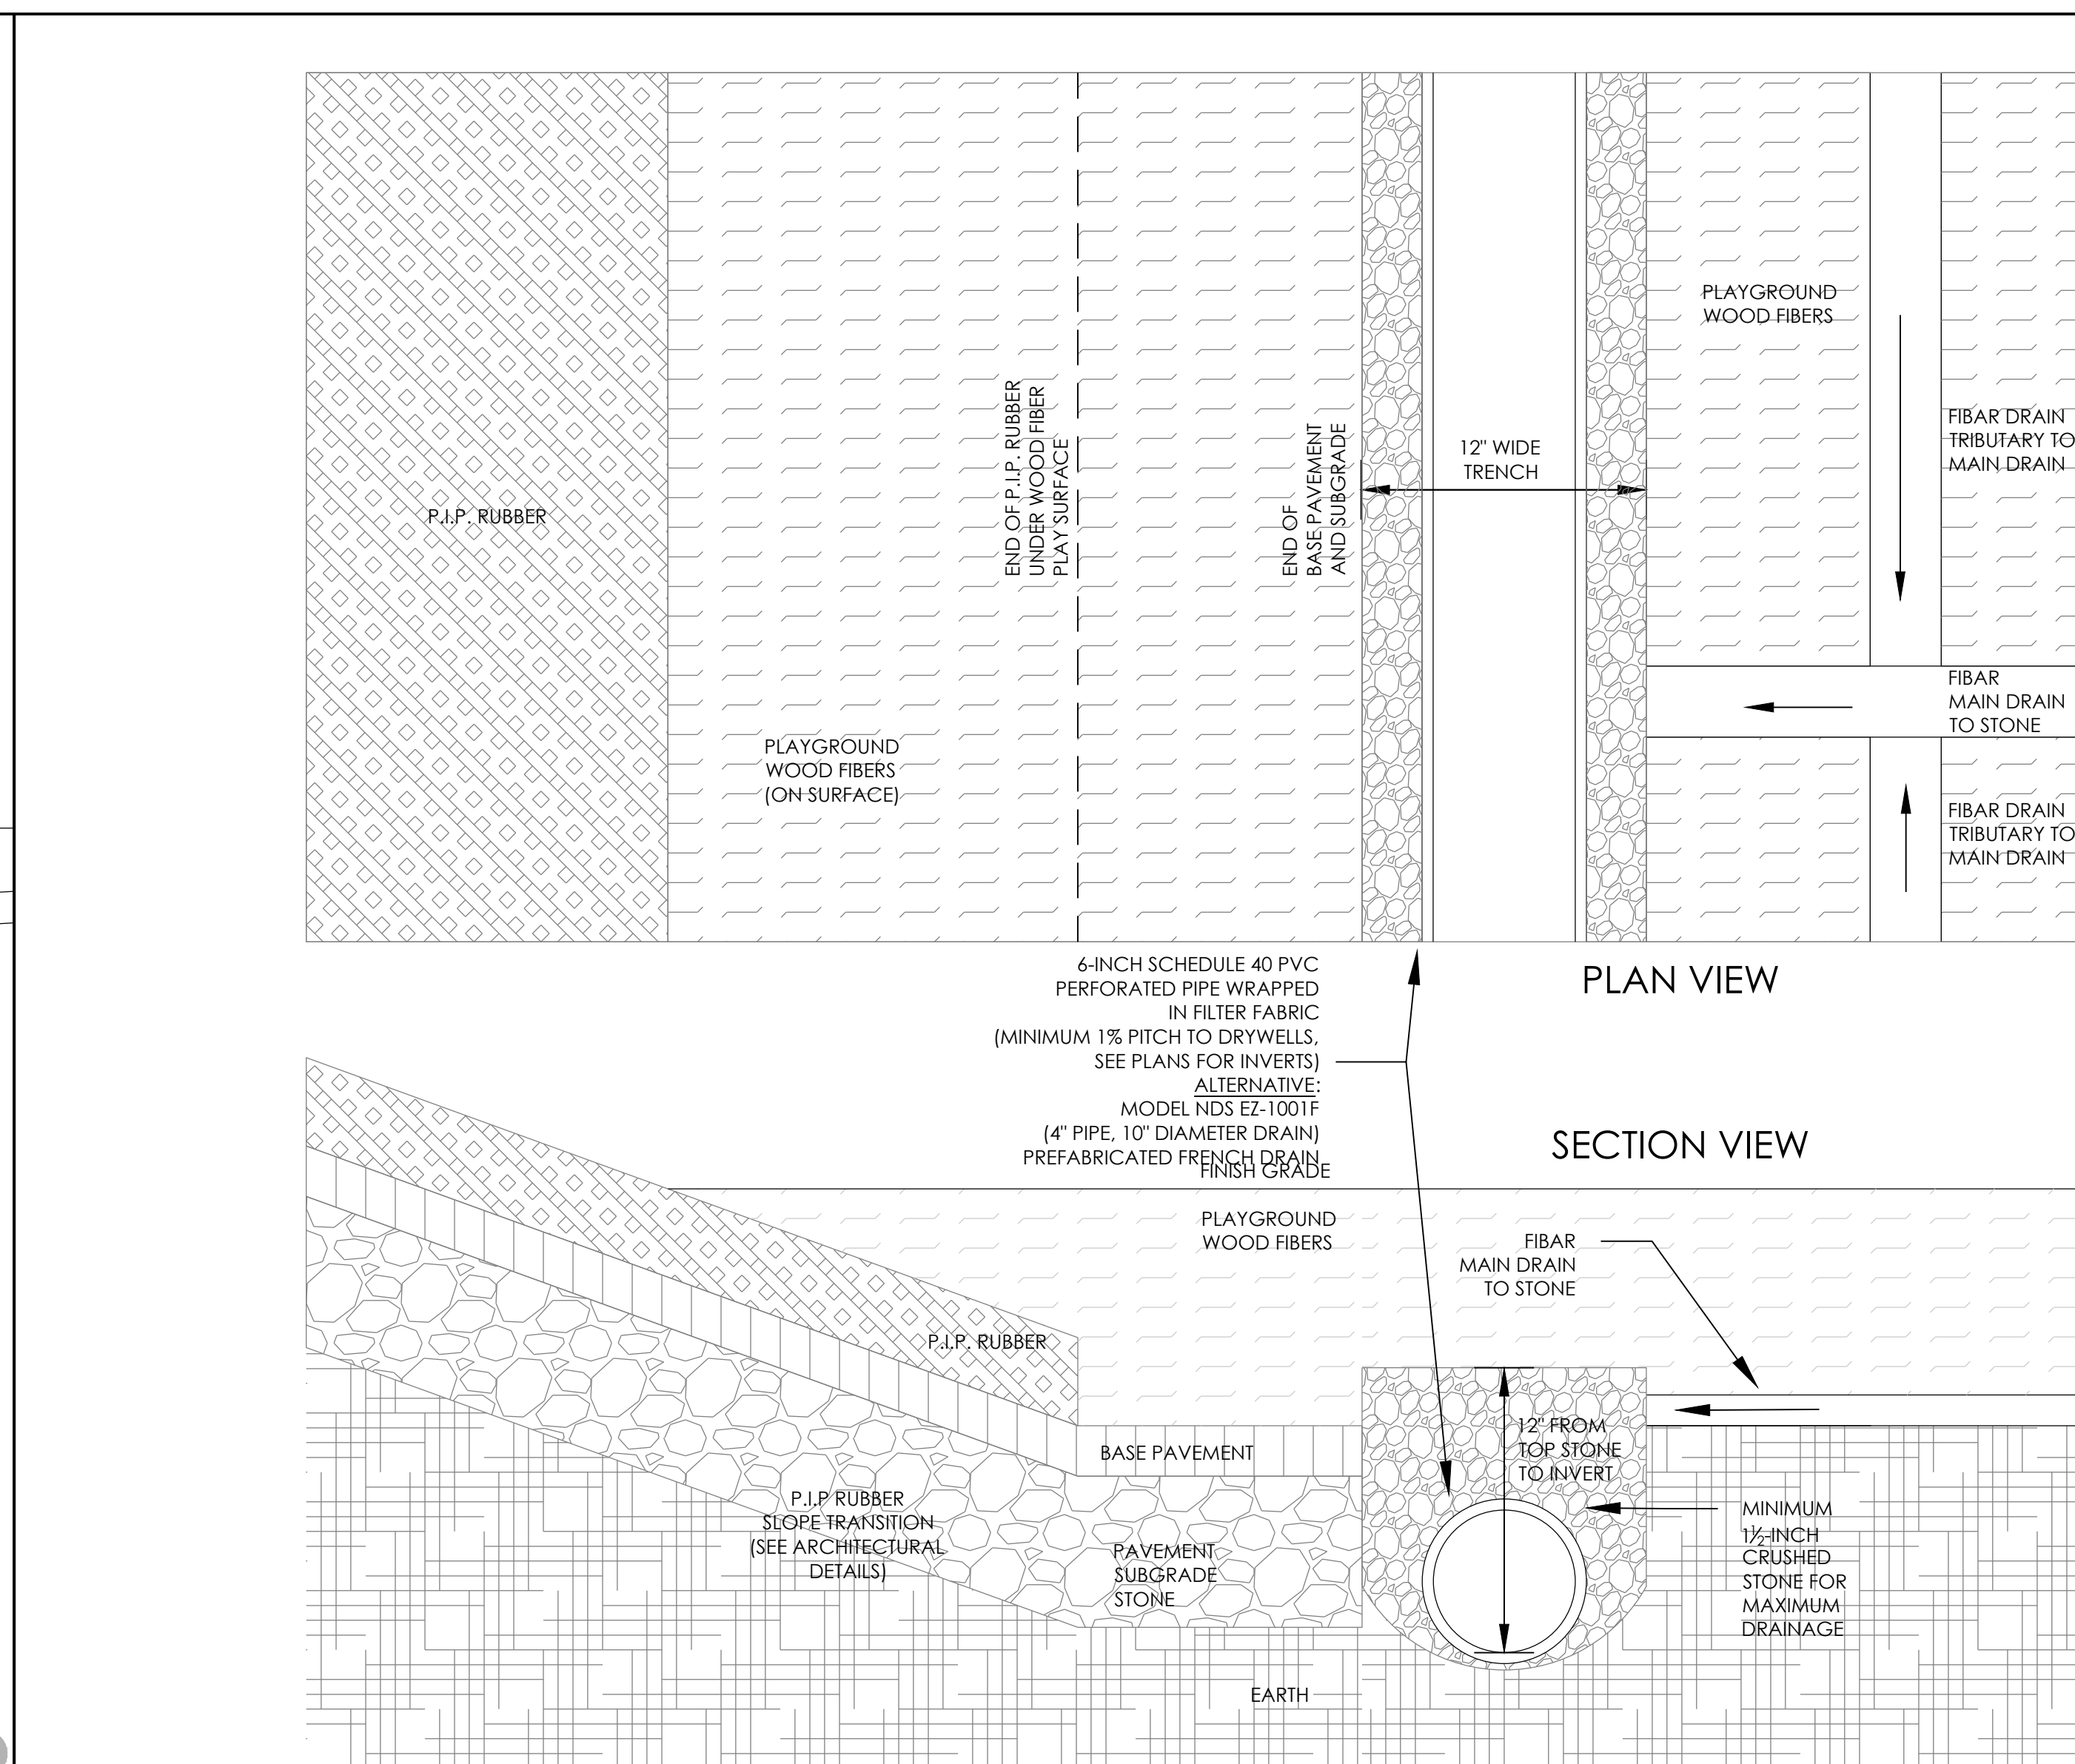 PLAYGROUND
WOOD FIBERS
12" WIDE
TRENCH
FIBAR DRAIN
TRIBUTARY TO
MAIN DRAIN
END OF P.I.P. RUBBER
UNDER WOOD FIBER
PLAY SURFACE
END OF
BASE PAVEMENT
AND SUBGRADE
P.I.P. RUBBER
FIBAR
MAIN DRAIN
TO STONE
PLAYGROUND
WOOD FIBERS
(ON SURFACE)
FIBAR DRAIN
TRIBUTARY TO
MAIN DRAIN
PLAN VIEW
6-INCH SCHEDULE 40 PVC
PERFORATED PIPE WRAPPED
IN FILTER FABRIC
(MINIMUM 1% PITCH TO DRYWELLS,
SEE PLANS FOR INVERTS)
ALTERNATIVE:
MODEL NDS EZ-1001F
(4" PIPE, 10" DIAMETER DRAIN)
PREFABRICATED FRENCH DRAIN
SECTION VIEW
FINISH GRADE
PLAYGROUND
WOOD FIBERS
FIBAR
MAIN DRAIN
TO STONE
P.I.P. RUBBER
12" FROM
TOP STONE
TO INVERT
BASE PAVEMENT
P.I.P RUBBER
SLOPE TRANSITION
(SEE ARCHITECTURAL
DETAILS)
PAVEMENT
SUBGRADE
STONE
MINIMUM
1½-INCH
CRUSHED
STONE FOR
MAXIMUM
DRAINAGE
EARTH